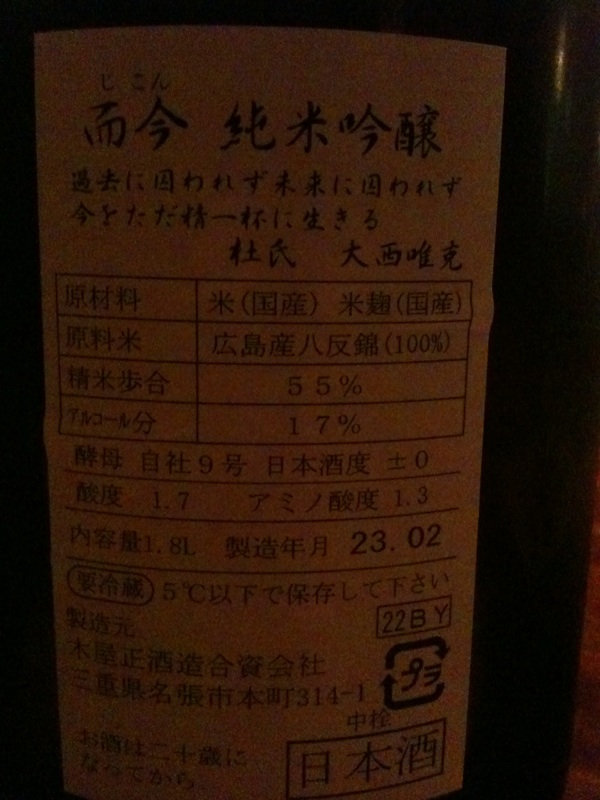 じこん
而今 純米吟醸
過去に囚われず未来に囚われず
今をただ精一杯に生きる
杜氏 大西唯克
原材料 米(国産) 米麹(国産)
原料米 広島産八反錦(100%)
精米歩合 55%
アルコール分 17%
酵母 自社9号 日本酒度 ±0
酸度 1.7 アミノ酸度 1.3
内容量1.8L 製造年月 23.02
要冷蔵 5℃以下で保存して下さい
製造元 22BY
木屋正酒造合資会社
三重県名張市本町314-1
プラ
中栓
お酒は二十歳に
なってから
日本酒